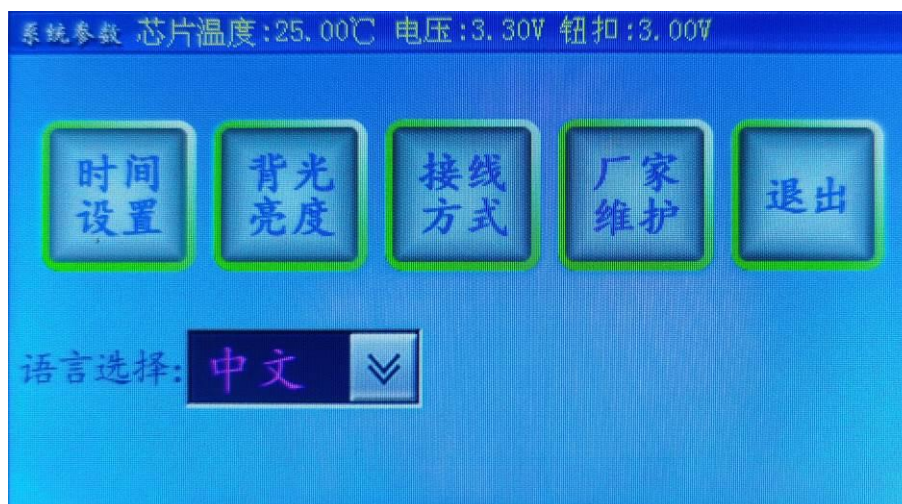 系统参数 芯片温度:25.00℃ 电压:3.30V 钮扣:3.00V
时间
设置
背光
亮度
接线
方式
厂家
维护
退出
语言选择: 中文